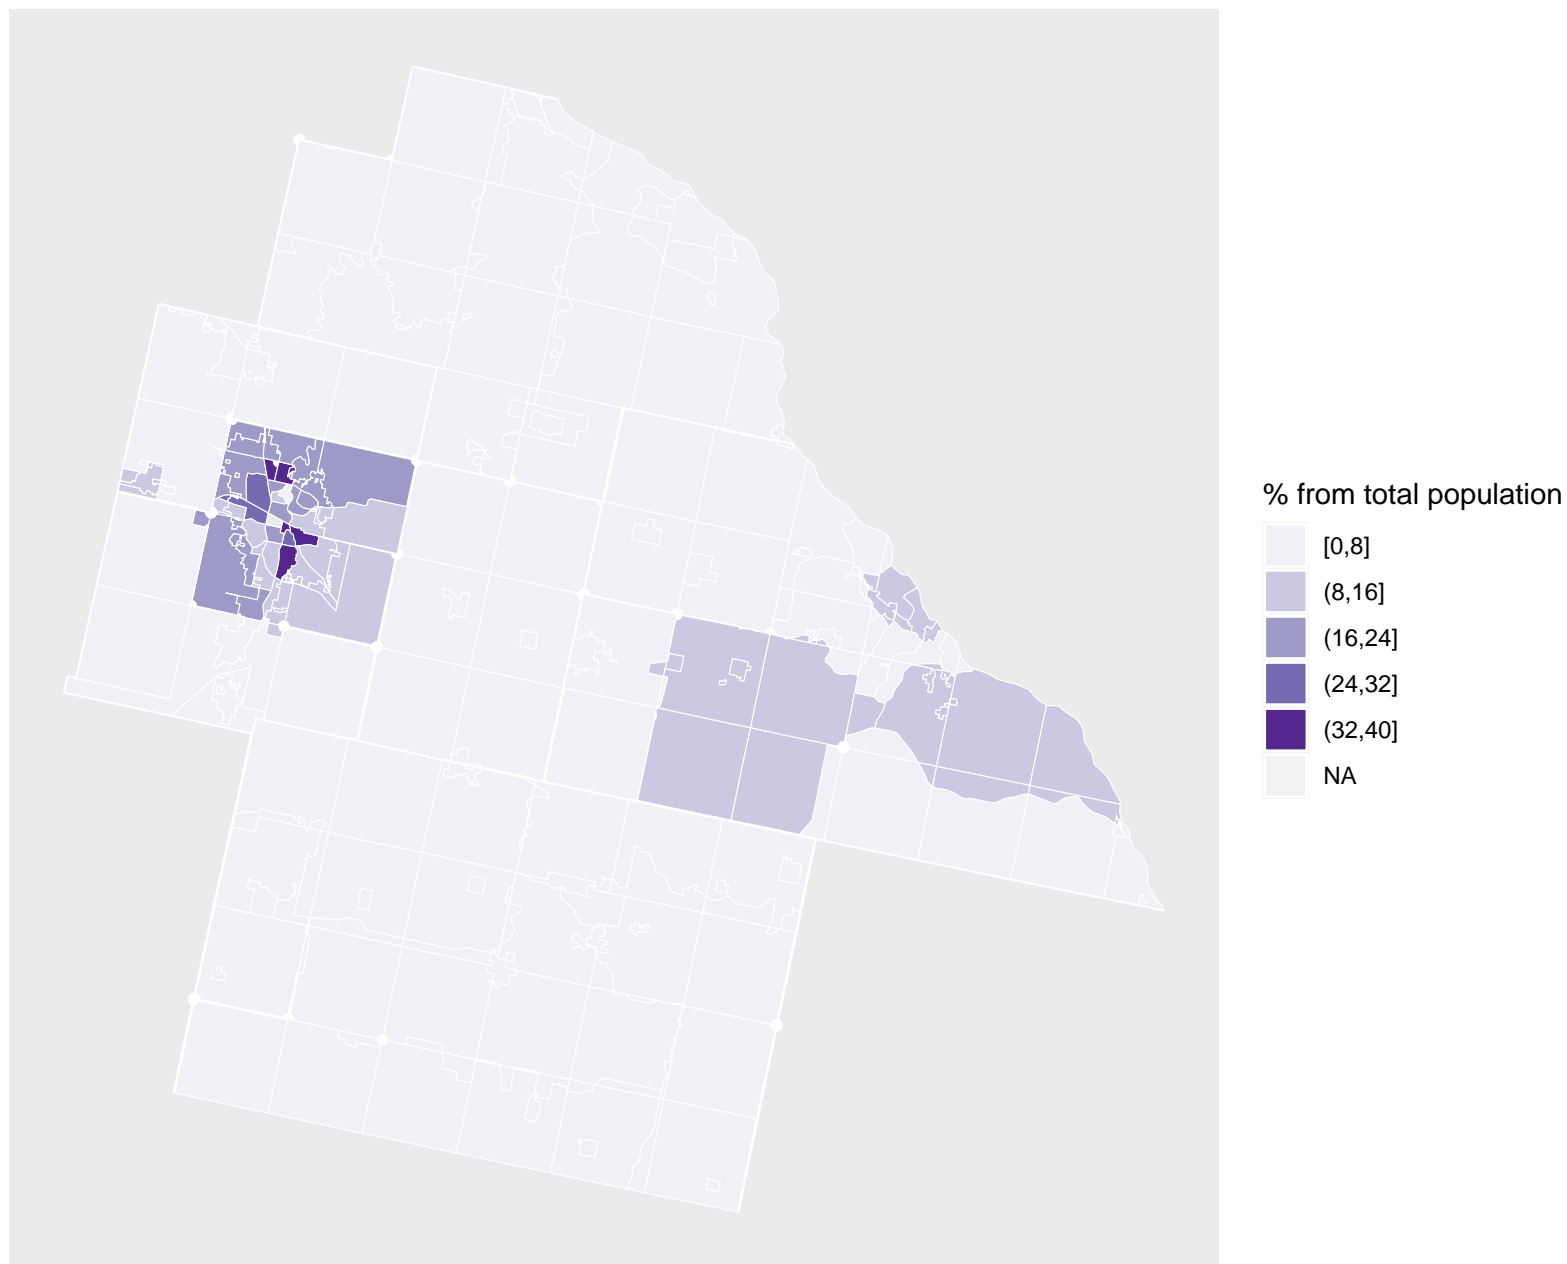 % from total population
[0,8]
(8,16]
(16,24]
(24,32]
(32,40]
NA